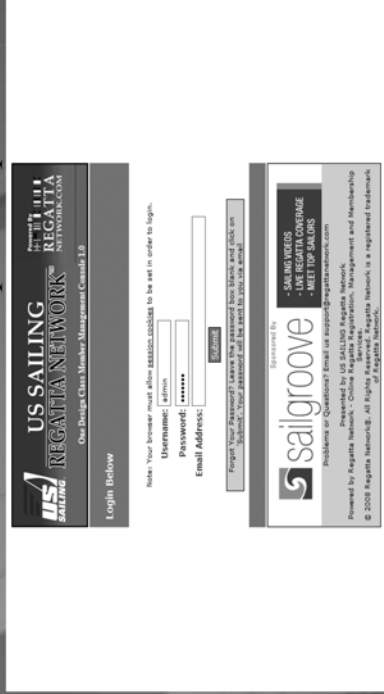 US SAILING
REGATTA NETWORK™
Powered By
REGATTA
NETWORK.COM
US
SAILING
One Design Class Member Management Console 1.0
Login Below
Note: Your browser must allow session cookies to be set in order to login.
Username: admin
Password: •••••••
Email Address:
Submit
Forgot Your Password? Leave the password box blank and click on
'Submit'. Your password will be sent to you via email
Sponsored By
sailgroove
- SAILING VIDEOS
- LIVE REGATTA COVERAGE
- MEET TOP SAILORS
Problems or Questions? Email us support@regattanetwork.com
Presented by US SAILING Regatta Network
Powered by Regatta Network - Online Regatta Registration, Management and Membership
Services.
© 2008 Regatta Network®. All Rights Reserved. Regatta Network is a registered trademark
of Regatta Network.